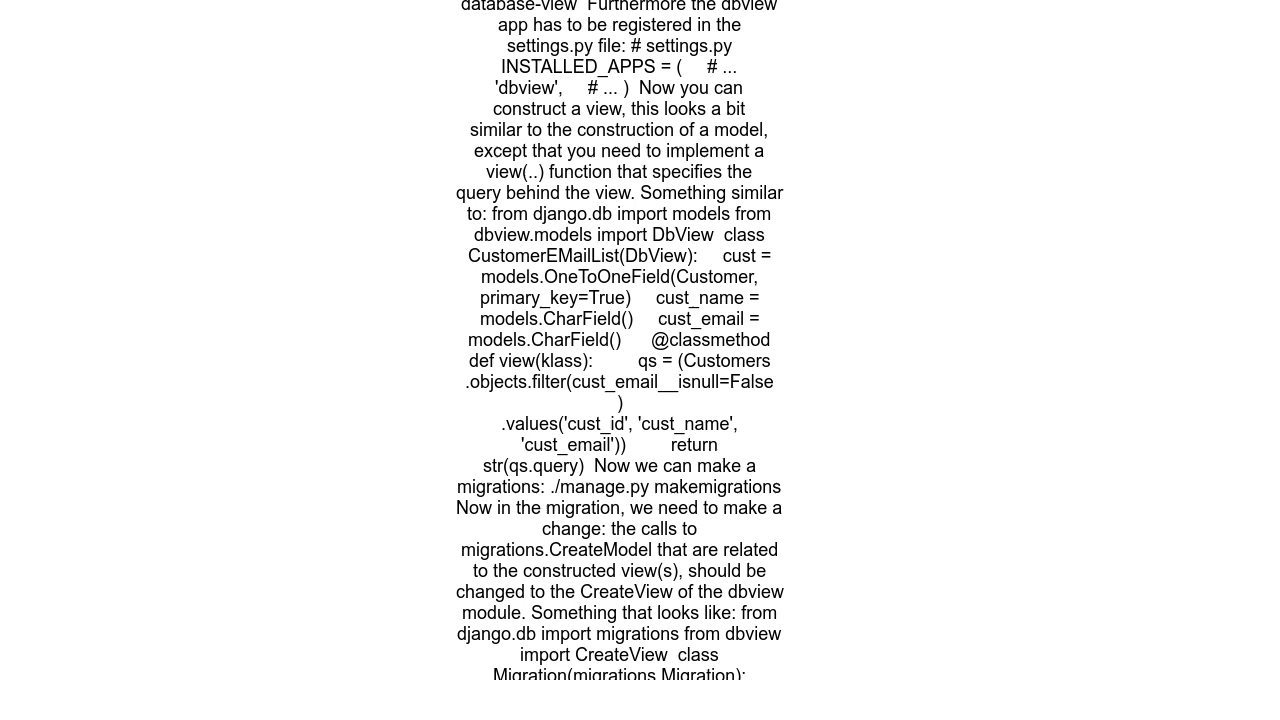 database-view  Furthermore the dbview
app has to be registered in the
settings.py file: # settings.py
INSTALLED_APPS = (     # ...
'dbview',     # ... )  Now you can
construct a view, this looks a bit
similar to the construction of a model,
except that you need to implement a
view(..) function that specifies the
query behind the view. Something similar
to: from django.db import models from
dbview.models import DbView  class
CustomerEMailList(DbView):     cust =
models.OneToOneField(Customer,
primary_key=True)     cust_name =
models.CharField()     cust_email =
models.CharField()      @classmethod
def view(klass):         qs = (Customers
.objects.filter(cust_email__isnull=False
)
.values('cust_id', 'cust_name',
'cust_email'))         return
str(qs.query)  Now we can make a
migrations: ./manage.py makemigrations
Now in the migration, we need to make a
change: the calls to
migrations.CreateModel that are related
to the constructed view(s), should be
changed to the CreateView of the dbview
module. Something that looks like: from
django.db import migrations from dbview
import CreateView  class
Migration(migrations.Migration):